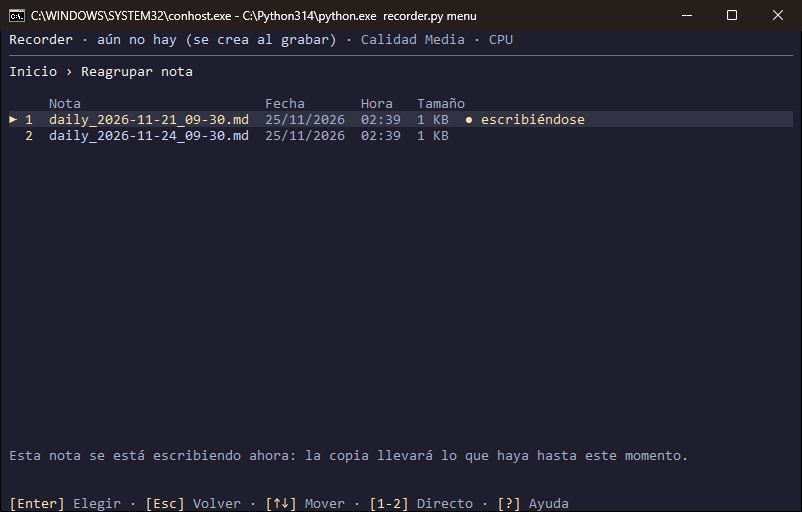 C:\WINDOWS\SYSTEM32\conhost.exe - C:\Python314\python.exe  recorder.py menu
Recorder · aún no hay (se crea al grabar) · Calidad Media · CPU
Inicio › Reagrupar nota
Nota Fecha Hora Tamaño
► 1 daily_2026-11-21_09-30.md 25/11/2026 02:39 1 KB ● escribiéndose
2 daily_2026-11-24_09-30.md 25/11/2026 02:39 1 KB
Esta nota se está escribiendo ahora: la copia llevará lo que haya hasta este momento.
[Enter] Elegir · [Esc] Volver · [↑↓] Mover · [1-2] Directo · [?] Ayuda